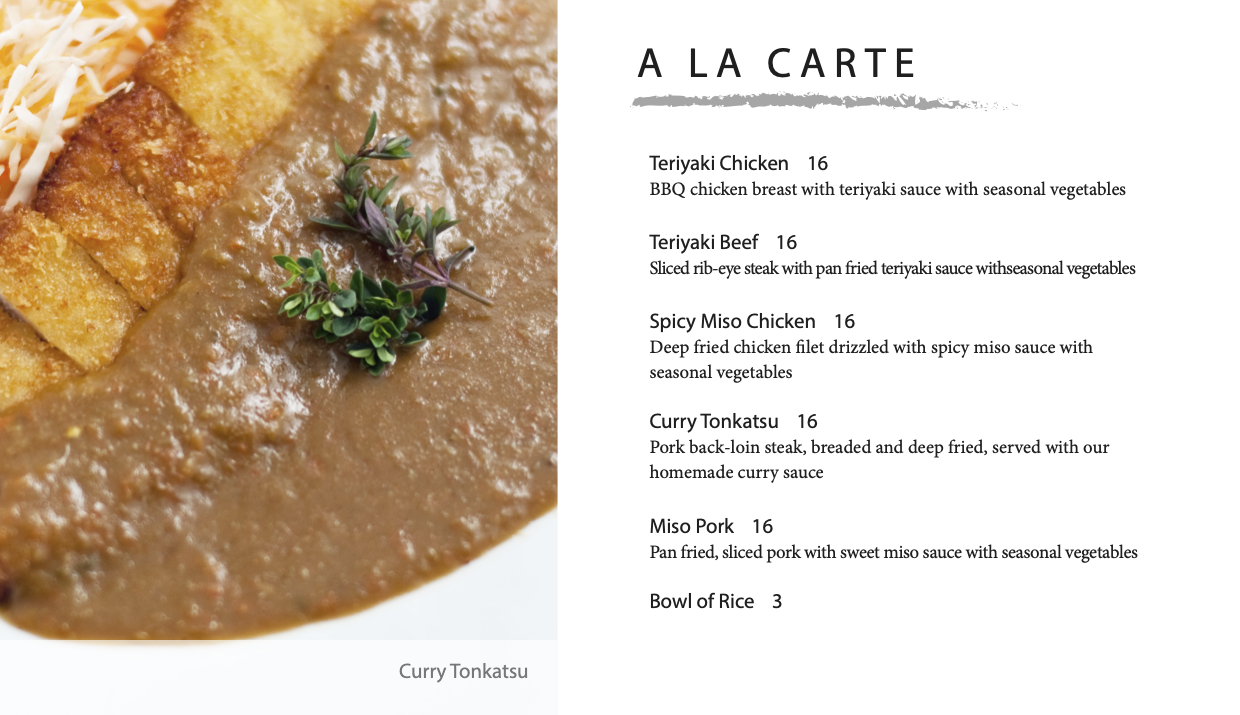 A LA CARTE
Teriyaki Chicken 16
BBQ chicken breast with teriyaki sauce with seasonal vegetables
Teriyaki Beef 16
Sliced rib-eye steak with pan fried teriyaki sauce withseasonal vegetables
Spicy Miso Chicken 16
Deep fried chicken filet drizzled with spicy miso sauce with
seasonal vegetables
Curry Tonkatsu 16
Pork back-loin steak, breaded and deep fried, served with our
homemade curry sauce
Miso Pork 16
Pan fried, sliced pork with sweet miso sauce with seasonal vegetables
Bowl of Rice 3
Curry Tonkatsu